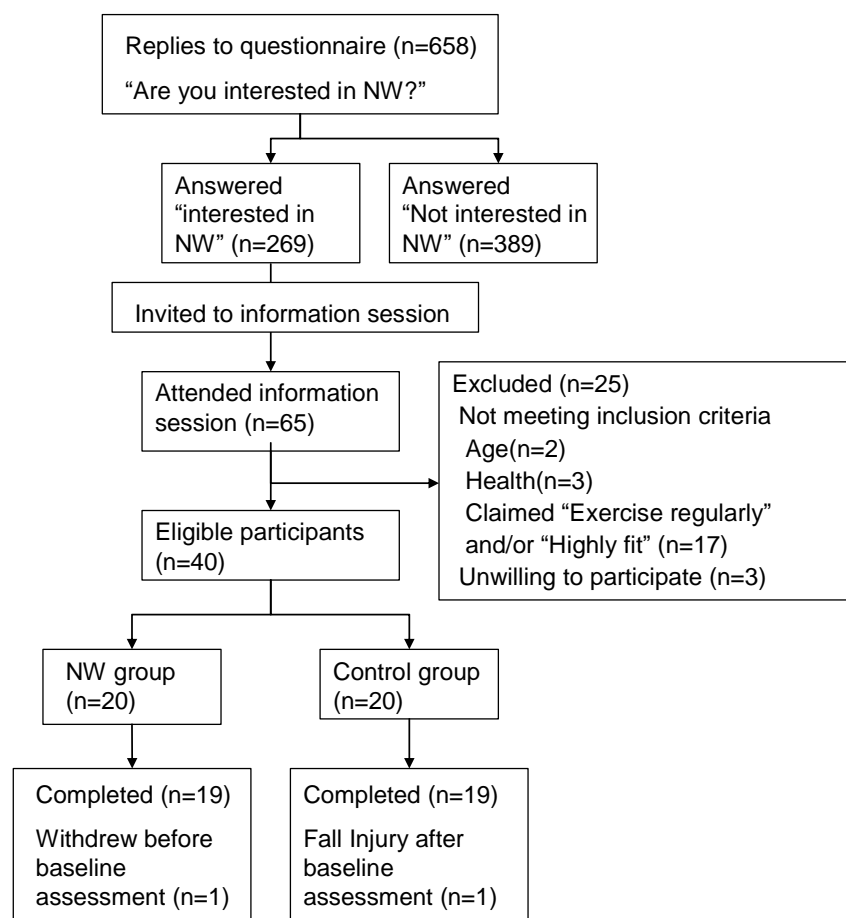 Replies to questionnaire (n=658)
“Are you interested in NW?”
Answered
“interested in
NW” (n=269)
Answered
“Not interested in
NW” (n=389)
Invited to information session
Attended information
session (n=65)
Excluded (n=25)
Not meeting inclusion criteria
Age(n=2)
Health(n=3)
Claimed “Exercise regularly”
and/or “Highly fit” (n=17)
Unwilling to participate (n=3)
Eligible participants
(n=40)
NW group
(n=20)
Control group
(n=20)
Completed (n=19)
Withdrew before
baseline
assessment (n=1)
Completed (n=19)
Fall Injury after
baseline
assessment (n=1)